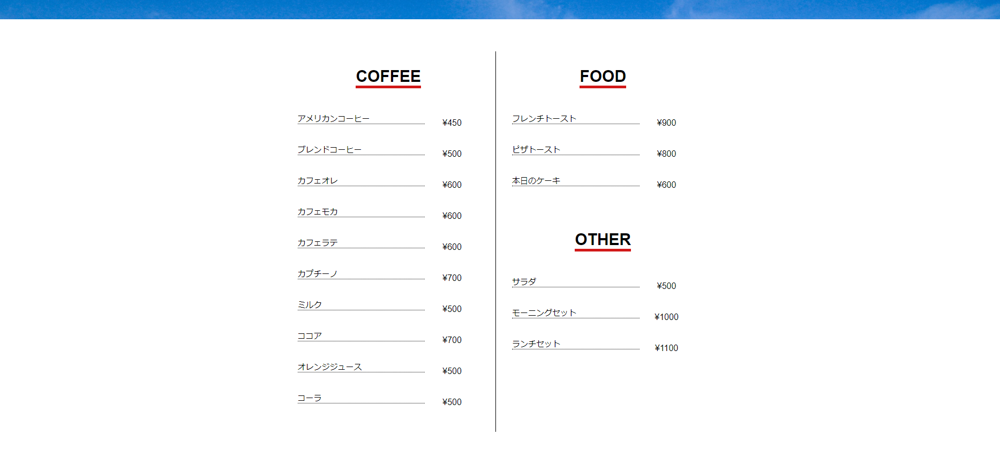 COFFEE
アメリカンコーヒー ¥450
ブレンドコーヒー ¥500
カフェオレ ¥600
カフェモカ ¥600
カフェラテ ¥600
カプチーノ ¥700
ミルク ¥500
ココア ¥700
オレンジジュース ¥500
コーラ ¥500
FOOD
フレンチトースト ¥900
ピザトースト ¥800
本日のケーキ ¥600
OTHER
サラダ ¥500
モーニングセット ¥1000
ランチセット ¥1100